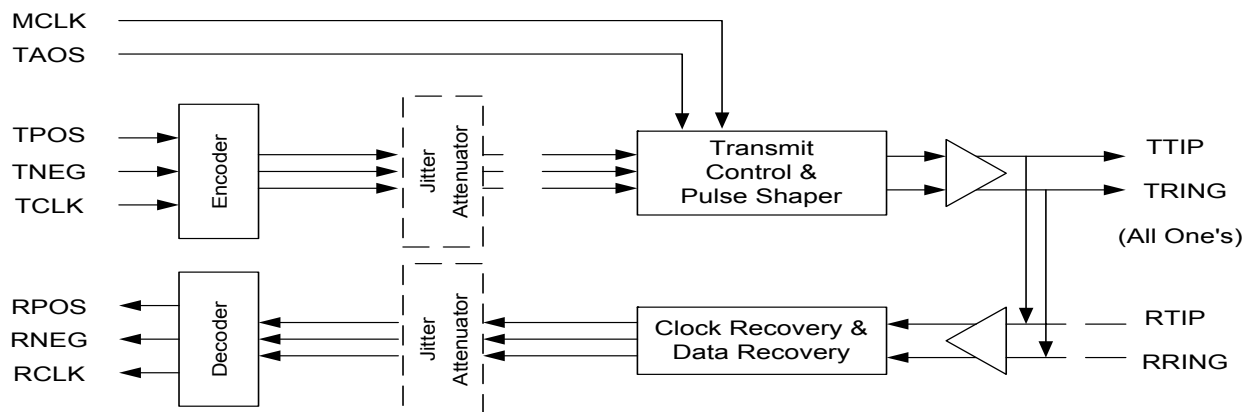 MCLK
TAOS
TPOS
TNEG
TCLK
Encoder
Jitter
Attenuator
Transmit
Control &
Pulse Shaper
TTIP
TRING
(All One's)
RPOS
RNEG
RCLK
Decoder
Jitter
Attenuator
Clock Recovery &
Data Recovery
RTIP
RRING